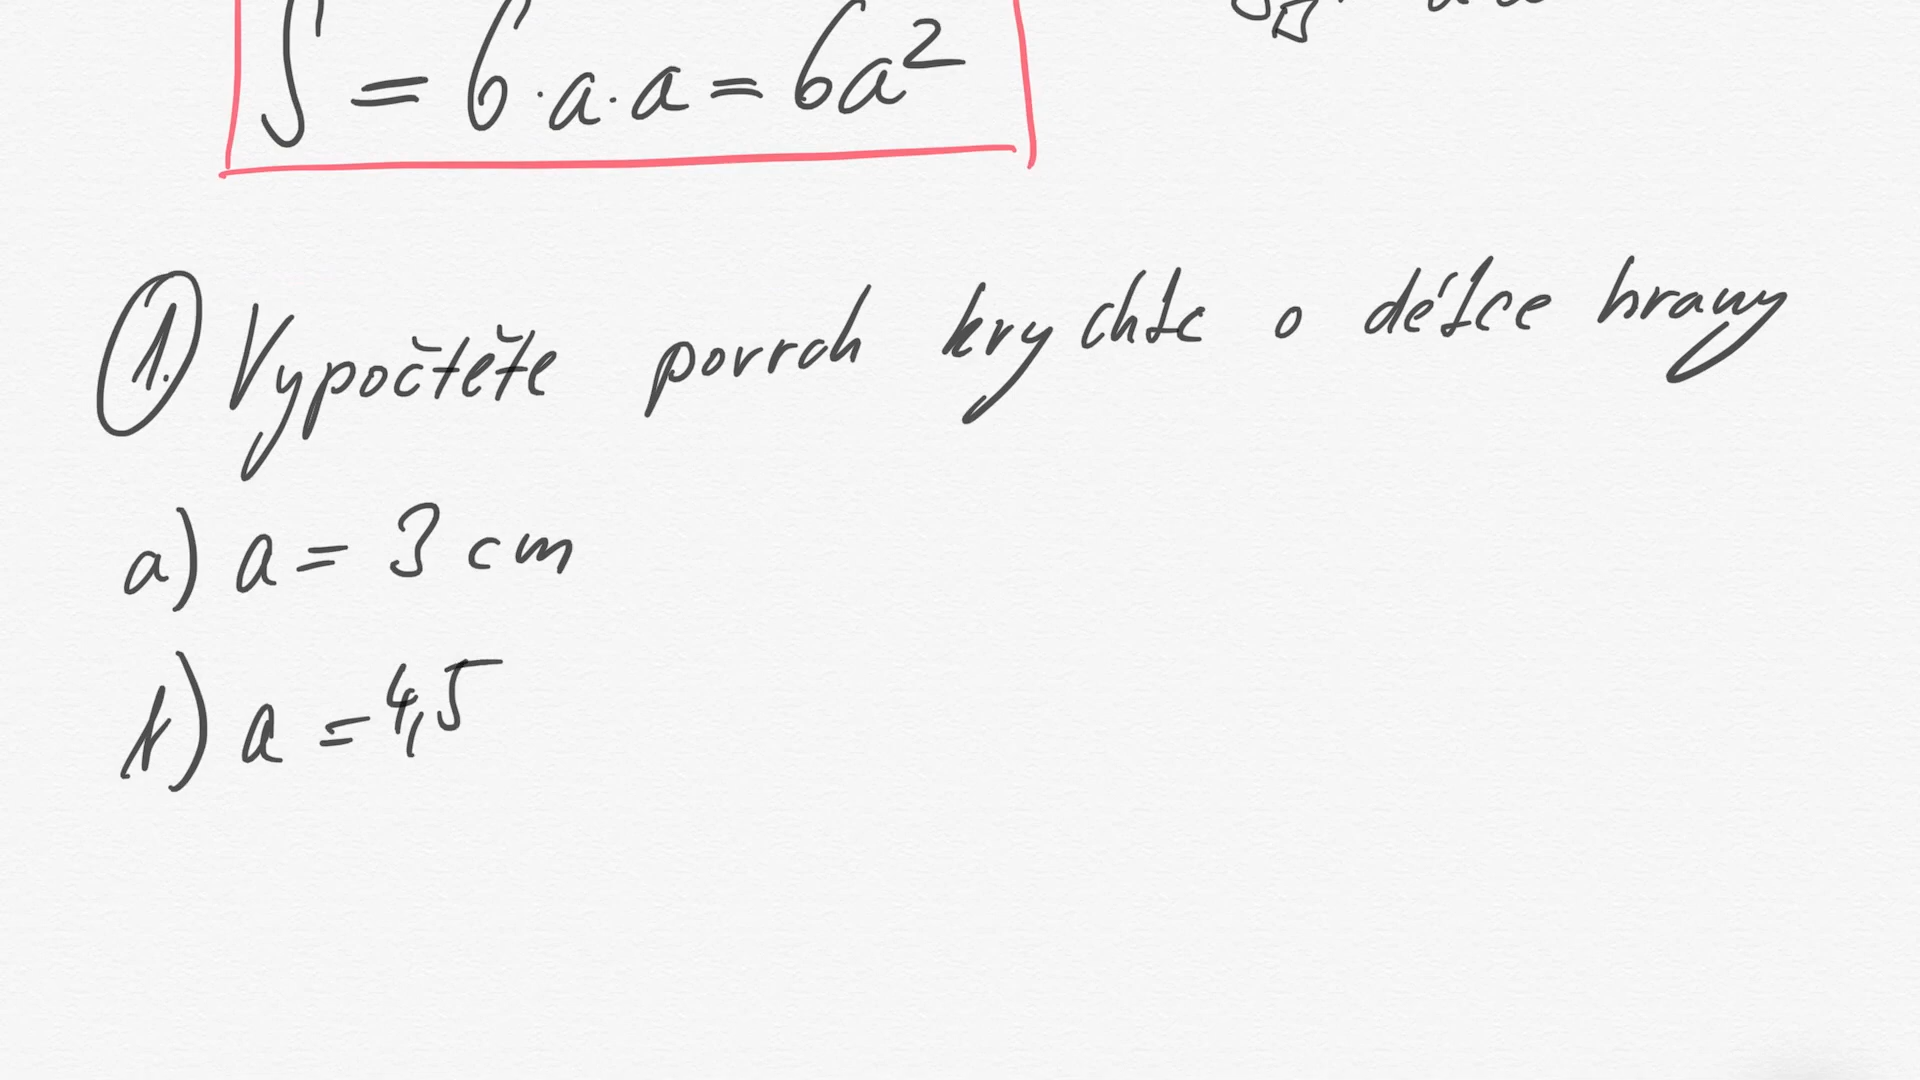 S = 6·a·a = 6a²
1. Vypočtěte povrch krychle o délce hrany
a) a = 3 cm
b) a = 4,5